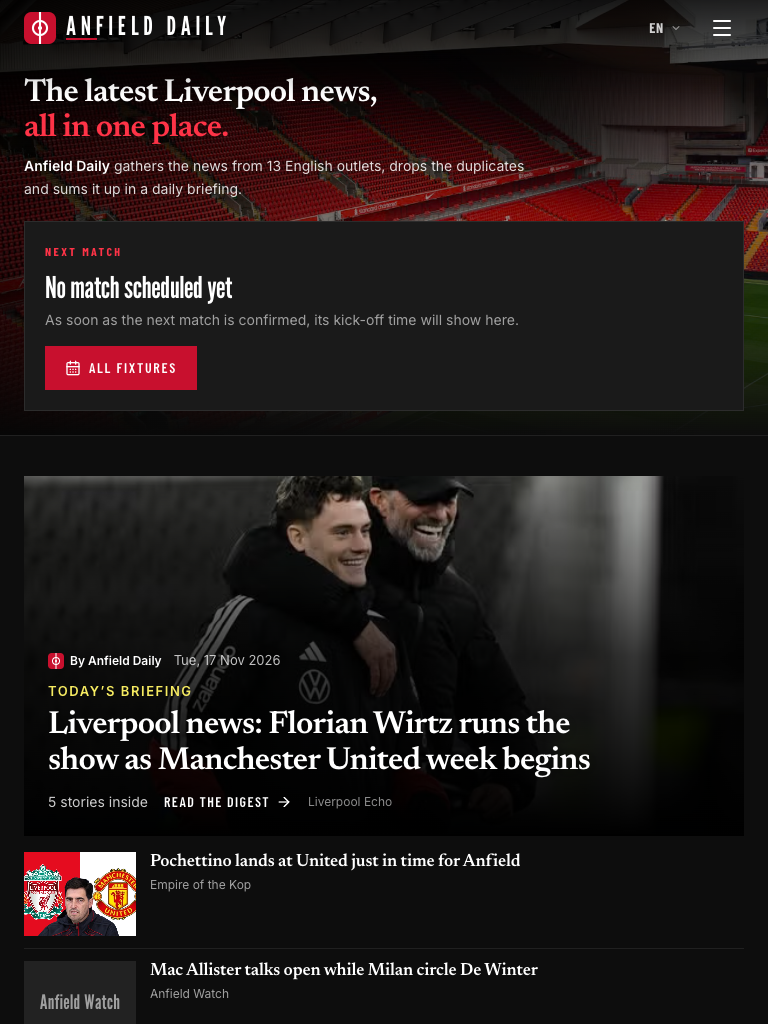 ANFIELD DAILY
EN
The latest Liverpool news,
all in one place.
Anfield Daily gathers the news from 13 English outlets, drops the duplicates
and sums it up in a daily briefing.
NEXT MATCH
No match scheduled yet
As soon as the next match is confirmed, its kick-off time will show here.
ALL FIXTURES
zalando
By Anfield Daily Tue, 17 Nov 2026
TODAY’S BRIEFING
Liverpool news: Florian Wirtz runs the
show as Manchester United week begins
5 stories inside READ THE DIGEST → Liverpool Echo
Pochettino lands at United just in time for Anfield
Empire of the Kop
LIVERPOOL
MANCHESTER
UNITED
Mac Allister talks open while Milan circle De Winter
Anfield Watch
Anfield Watch